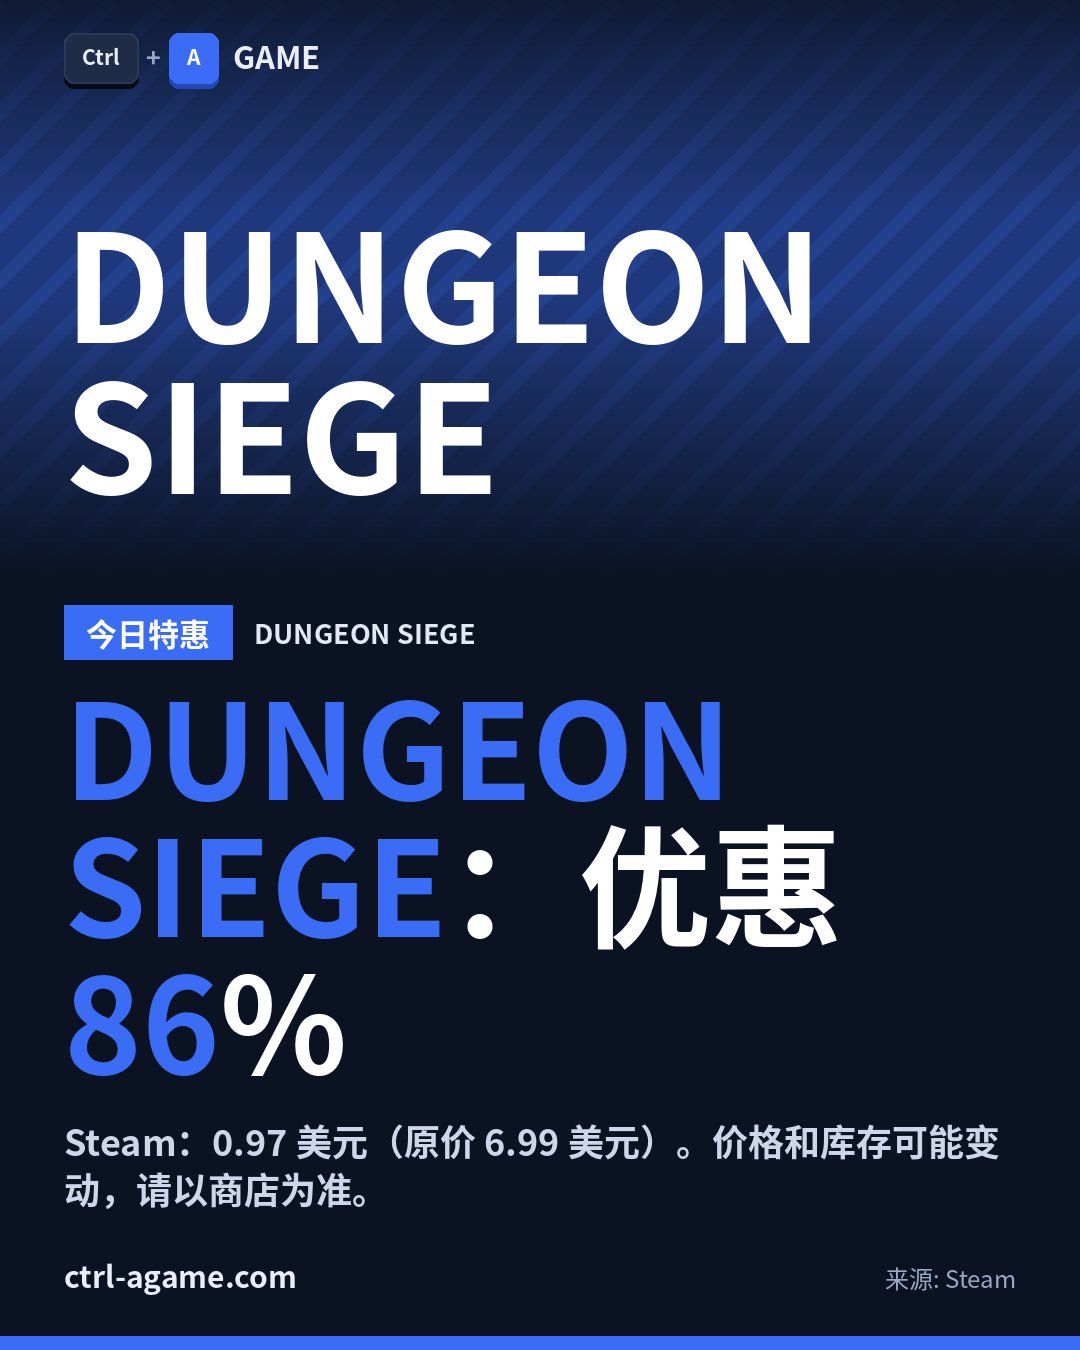 Ctrl + A GAME
DUNGEON
SIEGE
今日特惠 DUNGEON SIEGE
DUNGEON
SIEGE：优惠
86%
Steam：0.97 美元（原价 6.99 美元）。价格和库存可能变
动，请以商店为准。
ctrl-agame.com 来源: Steam